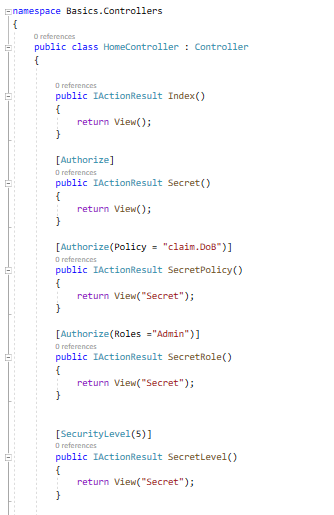 namespace Basics.Controllers
{
0 references
public class HomeController : Controller
{
0 references
public IActionResult Index()
{
return View();
}
[Authorize]
0 references
public IActionResult Secret()
{
return View();
}
[Authorize(Policy = "claim.DoB")]
0 references
public IActionResult SecretPolicy()
{
return View("Secret");
}
[Authorize(Roles ="Admin")]
0 references
public IActionResult SecretRole()
{
return View("Secret");
}
[SecurityLevel(5)]
0 references
public IActionResult SecretLevel()
{
return View("Secret");
}